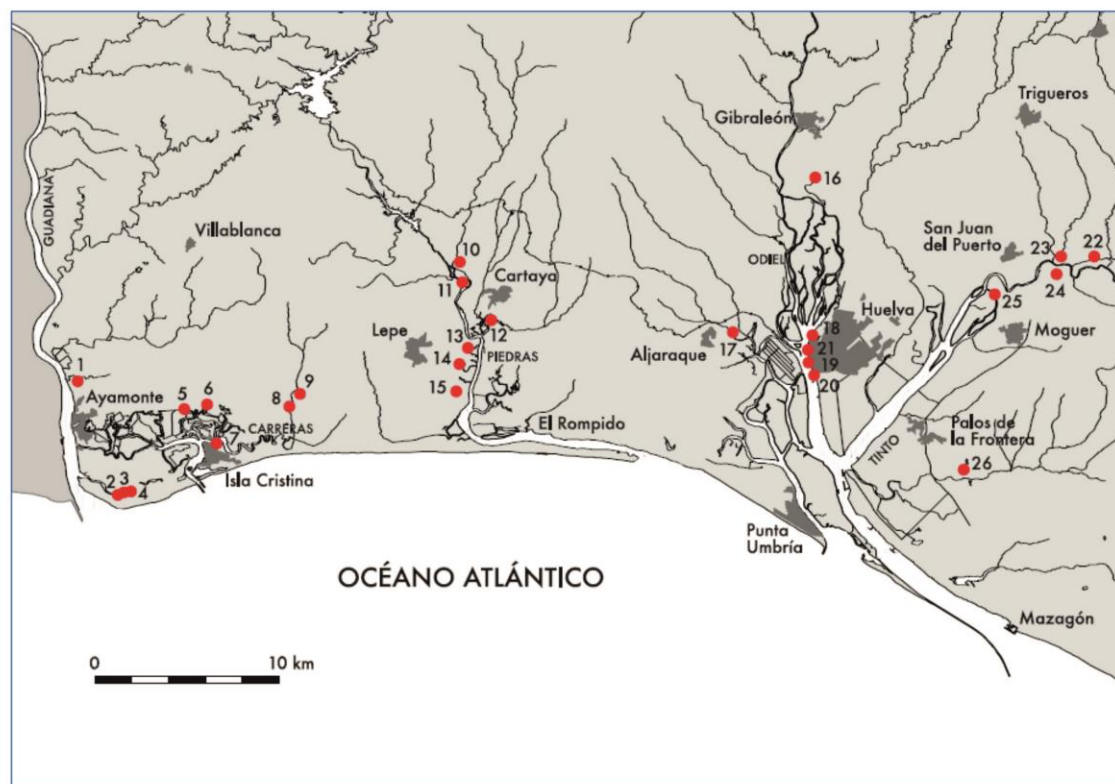 Gibraleón
Trigueros
16
GUADIANA
Villablanca
San Juan
del Puerto
23
22
ODIEL
10
24
11
Cartaya
25
Huelva
12
Lepe
13
18
Moguer
Aljaraque
17
21
14
PIEDRAS
19
1
15
20
Ayamonte
5
6
8
9
CARRERAS
El Rompido
Palos de
la Frontera
TINTO
26
Isla Cristina
2
3
4
Punta
Umbría
OCÉANO ATLÁNTICO
Mazagón
0
10 km